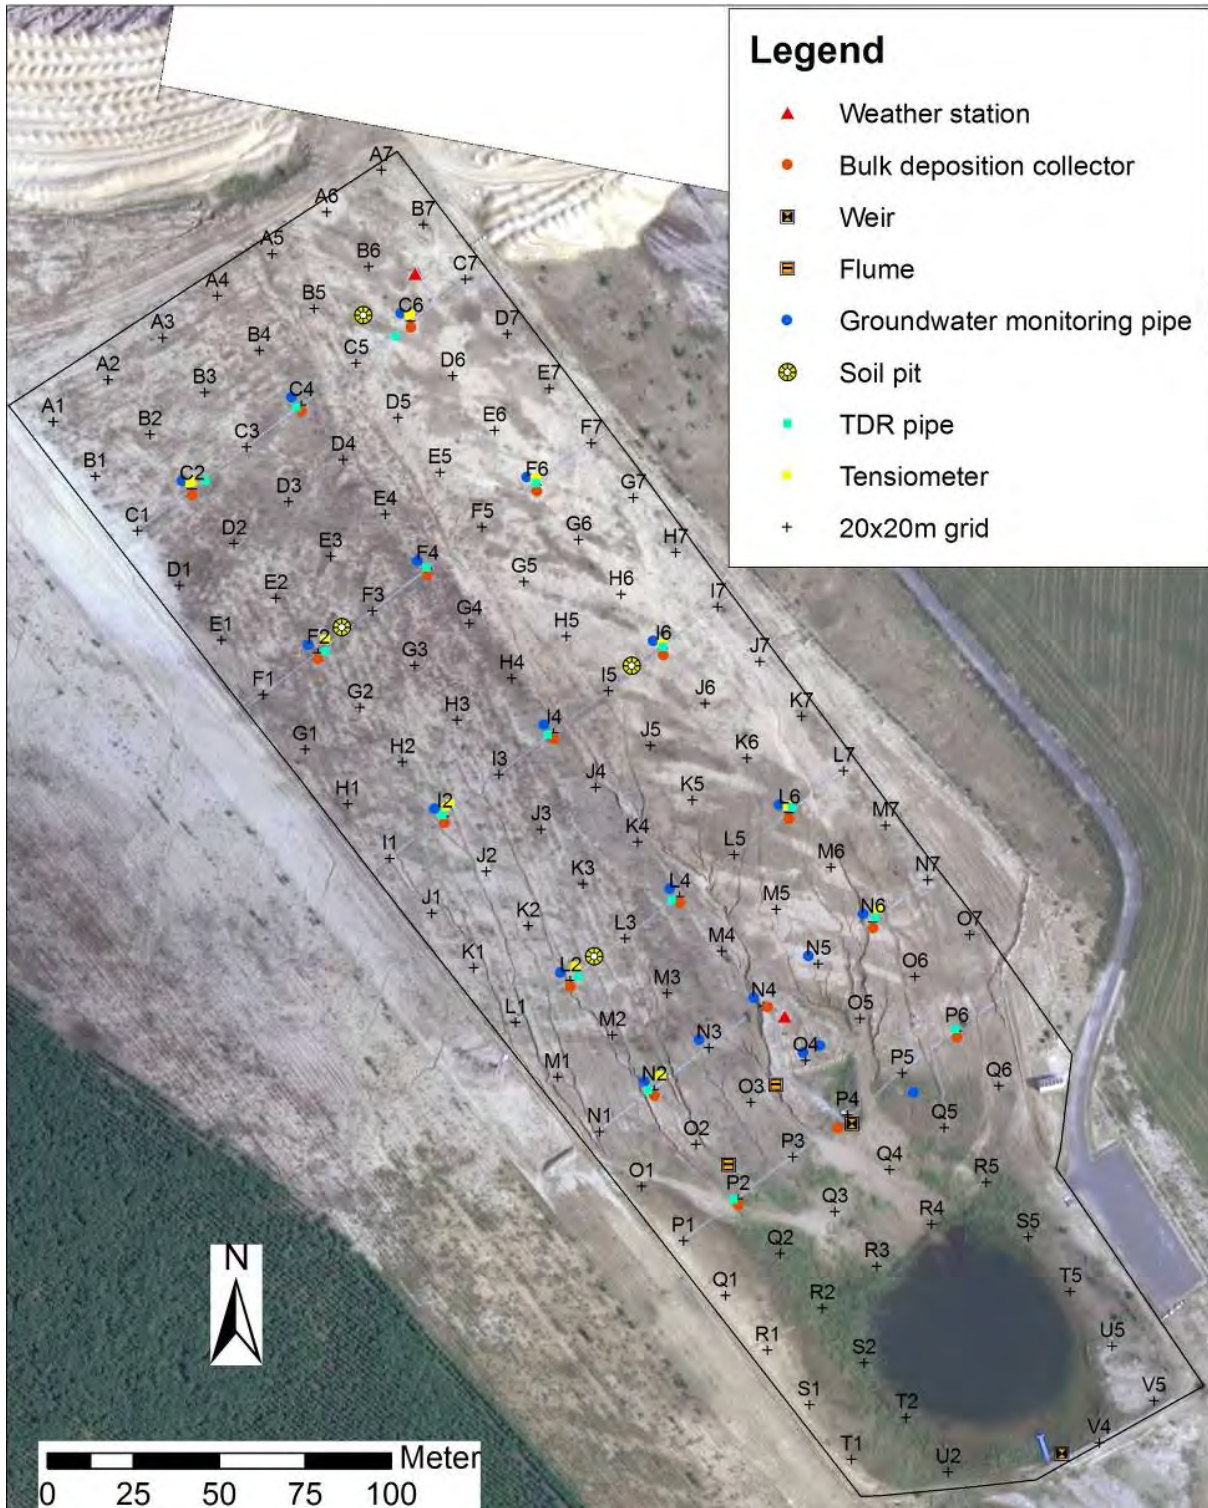 Legend
Weather station
Bulk deposition collector
Weir
Flume
Groundwater monitoring pipe
Soil pit
TDR pipe
Tensiometer
20x20m grid
A7
A6
B7
A5
B6
C7
A4
B5
C6
A3
B4
D7
A2
B3
C5
D6
E7
A1
B2
C4
D5
E6
F7
B1
C3
D4
E5
F6
G7
C2
D3
E4
F5
G6
H7
C1
D2
E3
F4
G5
H6
I7
D1
E2
F3
G4
H5
I6
J7
E1
F2
G3
H4
I5
J6
K7
F1
G2
H3
I4
J5
K6
L7
G1
H2
I3
J4
K5
L6
M7
H1
I2
J3
K4
L5
M6
N7
I1
J2
K3
L4
M5
N6
O7
J1
K2
L3
M4
N5
O6
K1
L2
M3
N4
O5
P6
L1
M2
N3
O4
P5
Q6
M1
N2
O3
P4
Q5
N1
O2
P3
Q4
R5
O1
P2
Q3
R4
S5
P1
Q2
R3
T5
Q1
R2
U5
R1
S2
V5
S1
T2
V4
T1
U2
N
Meter
0 25 50 100